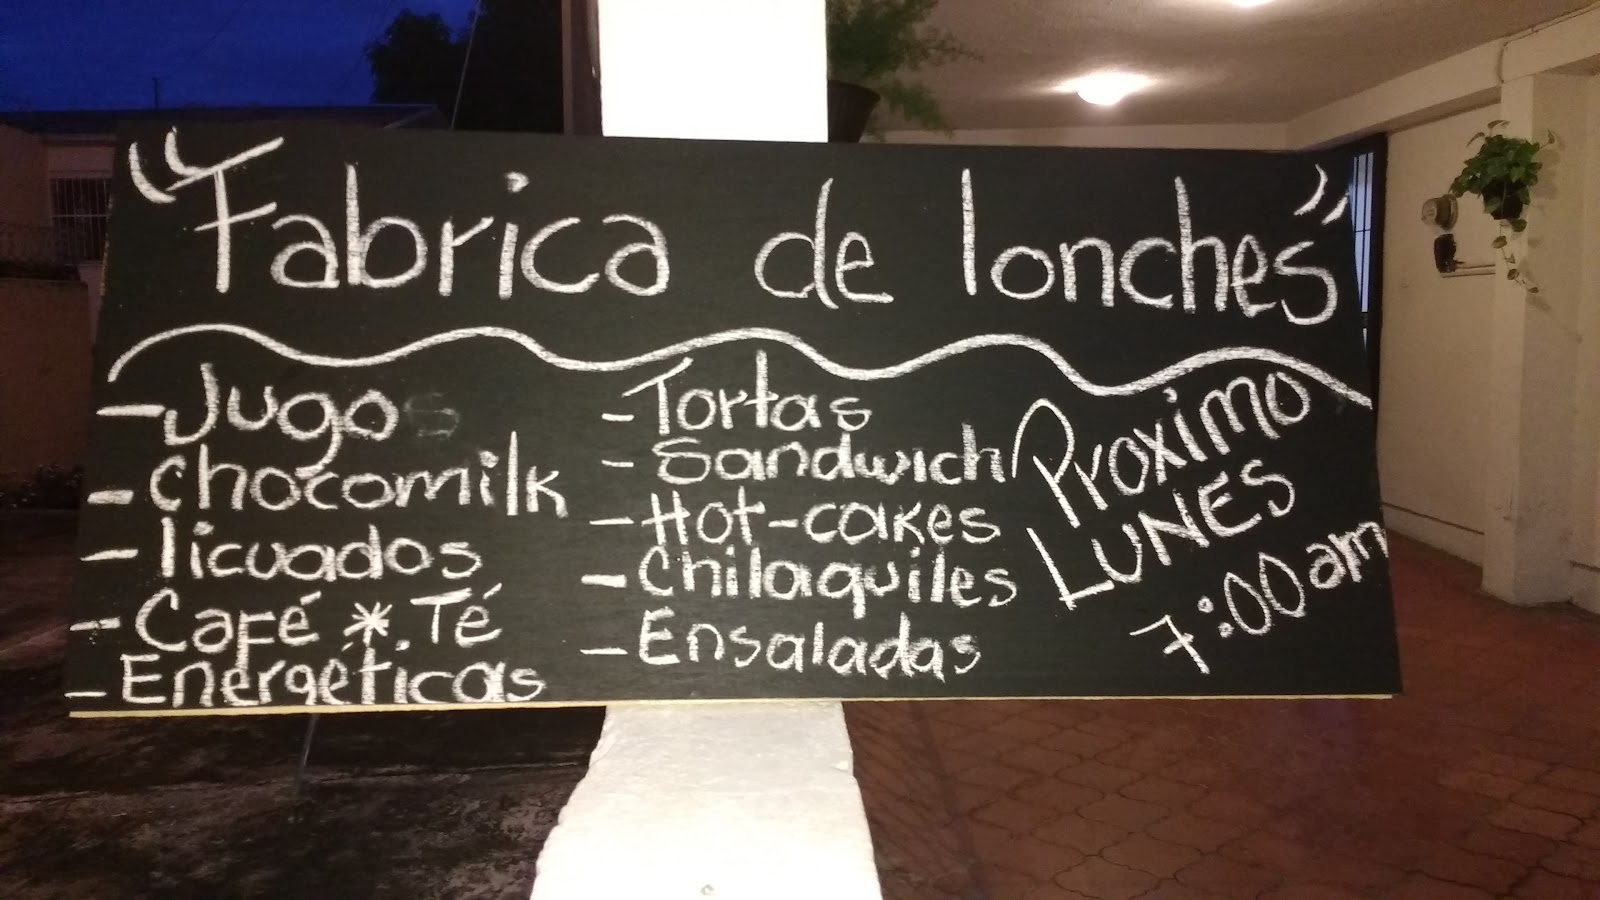 "Fabrica de lonches"
- Jugos
- Chocomilk
- licuados
- Café *. Té
- Energéticas
- Tortas
- Sandwich
- Hot-cakes
- Chilaquiles
- Ensaladas
Proximo
LUNES
7:00am